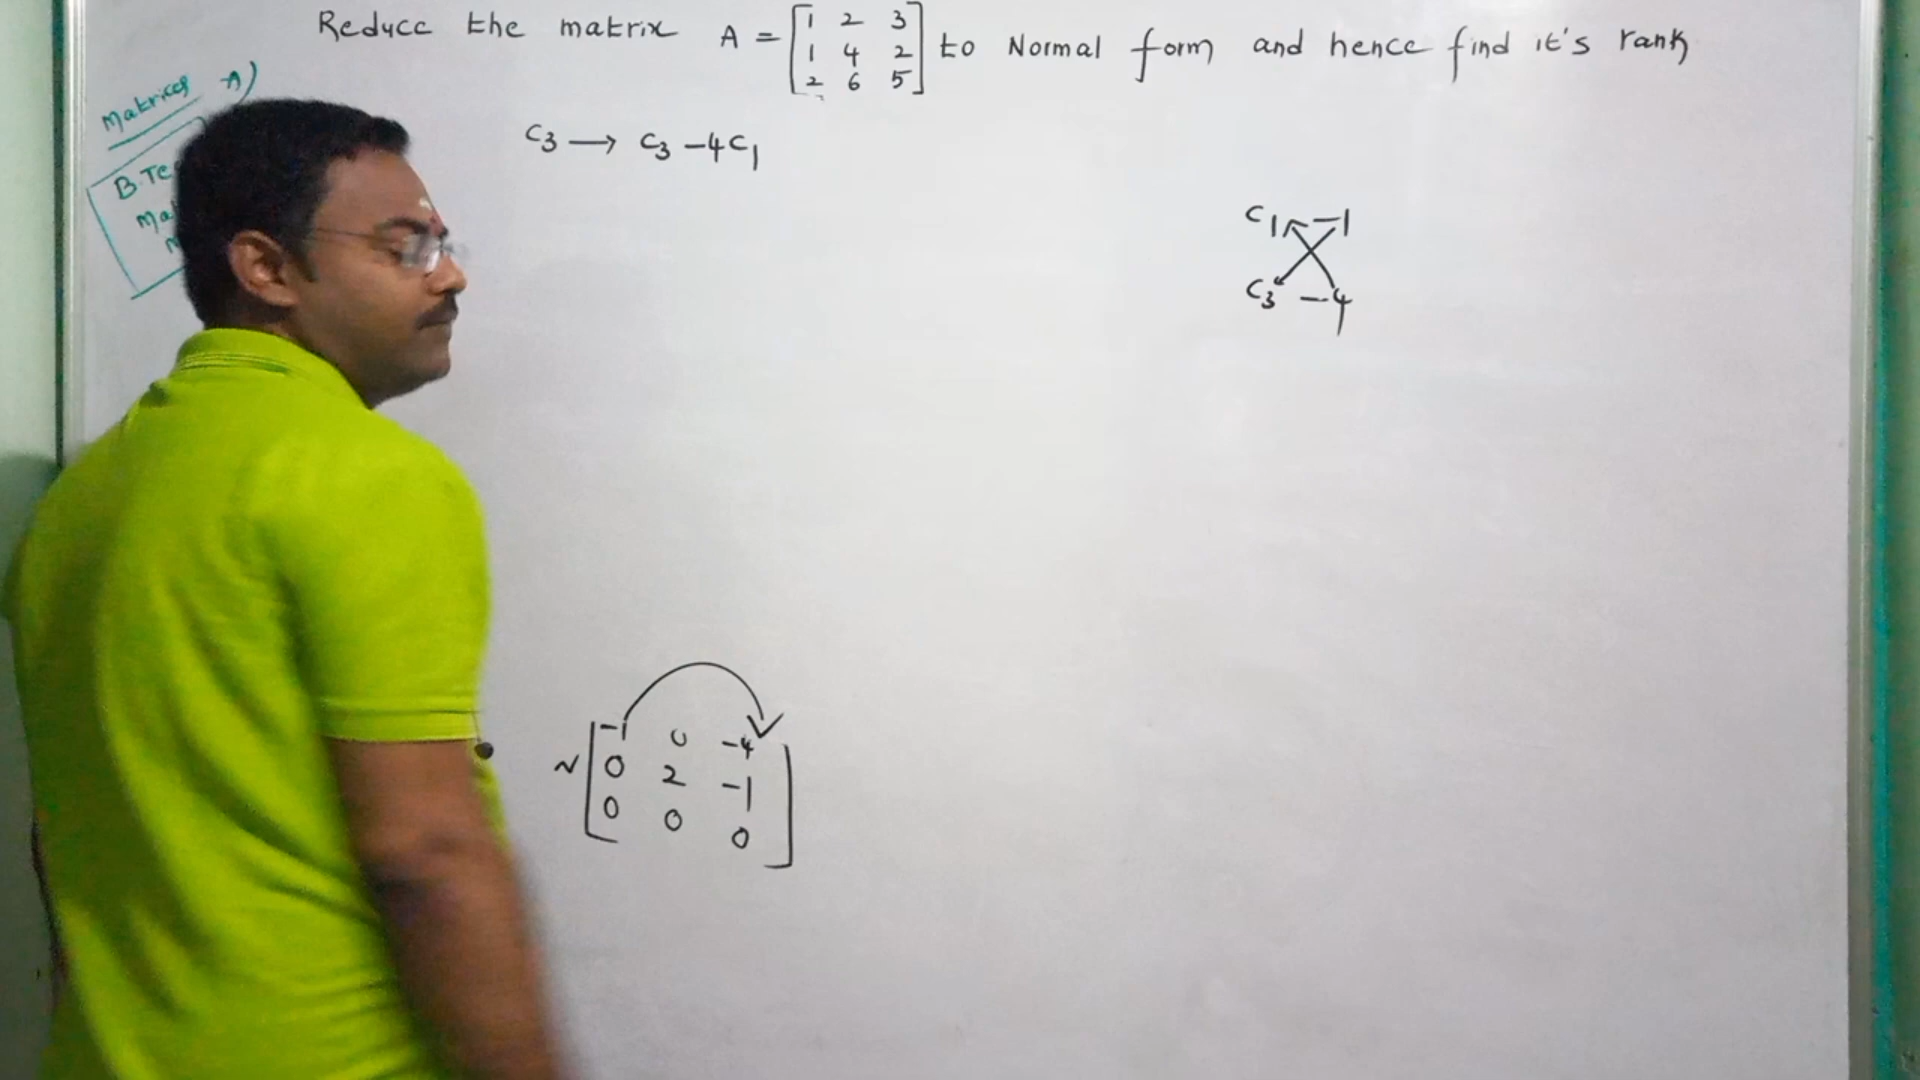 Reduce the matrix A = [1 2 3
1 4 2
2 6 5] to Normal form and hence find it's rank
Matrices
B.Te
C3 → C3 -4C1
C1 -1
C3 -4
~ [-1 0 -4
0 2 -1
0 0 0]